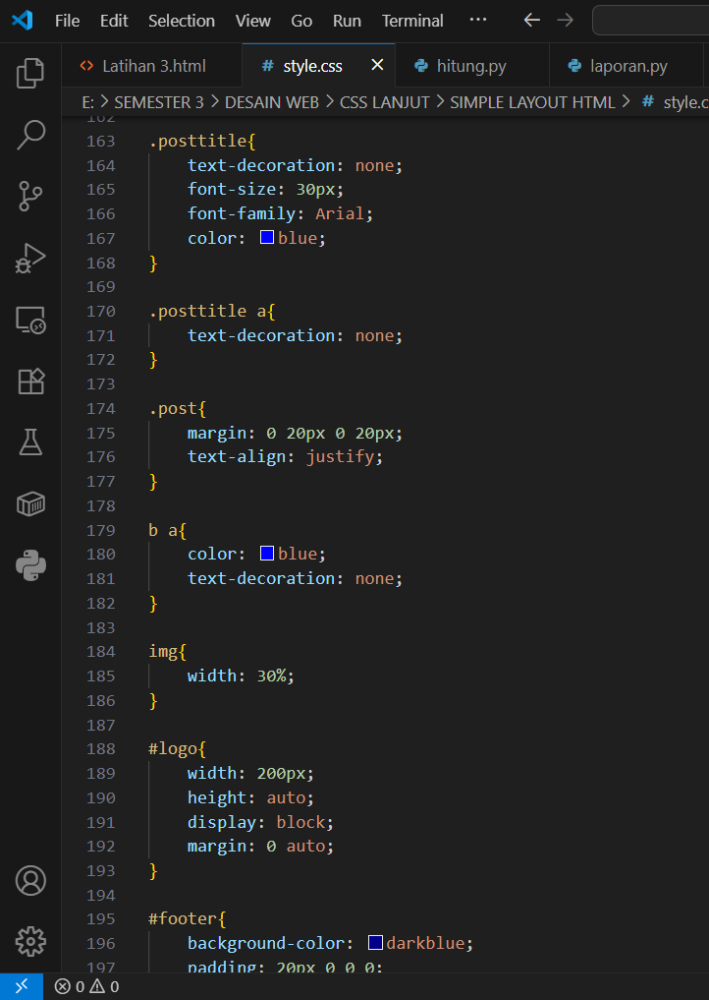 File Edit Selection View Go Run Terminal ···
Latihan 3.html style.css hitung.py laporan.py
E: > SEMESTER 3 > DESAIN WEB > CSS LANJUT > SIMPLE LAYOUT HTML > # style.c
162
163 .posttitle{
164 text-decoration: none;
165 font-size: 30px;
166 font-family: Arial;
167 color: blue;
168 }
169
170 .posttitle a{
171 text-decoration: none;
172 }
173
174 .post{
175 margin: 0 20px 0 20px;
176 text-align: justify;
177 }
178
179 b a{
180 color: blue;
181 text-decoration: none;
182 }
183
184 img{
185 width: 30%;
186 }
187
188 #logo{
189 width: 200px;
190 height: auto;
191 display: block;
192 margin: 0 auto;
193 }
194
195 #footer{
196 background-color: darkblue;
197 padding: 20px 0 0 0;
0 0